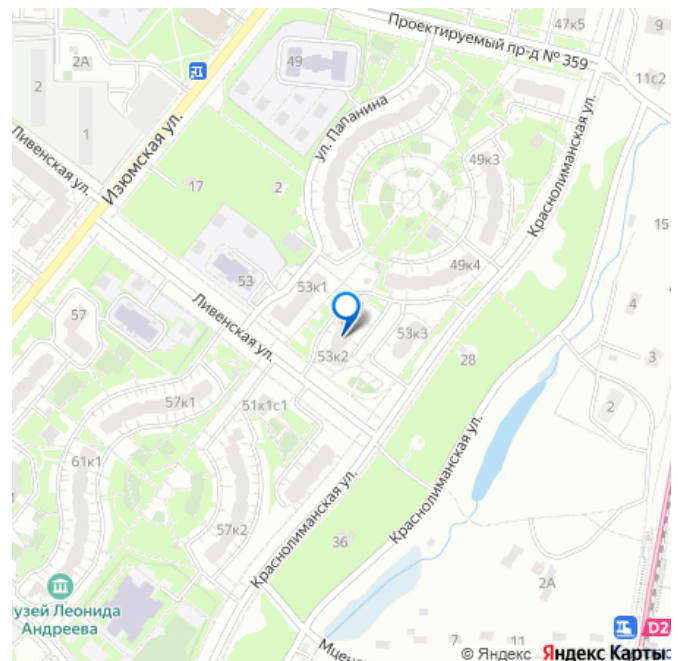 Проектируемый пр-д № 359
47к5
9
2А
49
11с2
2
1
ул. Папанина
Краснолиманская ул.
Ливенская ул.
Изюмская ул.
49к3
17
2
15
53
53к1
49к4
4
57
Ливенская ул.
53к3
53к2
28
3
2
57к1
51к1с1
61к1
Краснолиманская ул.
Краснолиманская ул.
57к2
36
2А
узей Леонида
Андреева
D2
7
11
© Яндекс Яндекс Карты